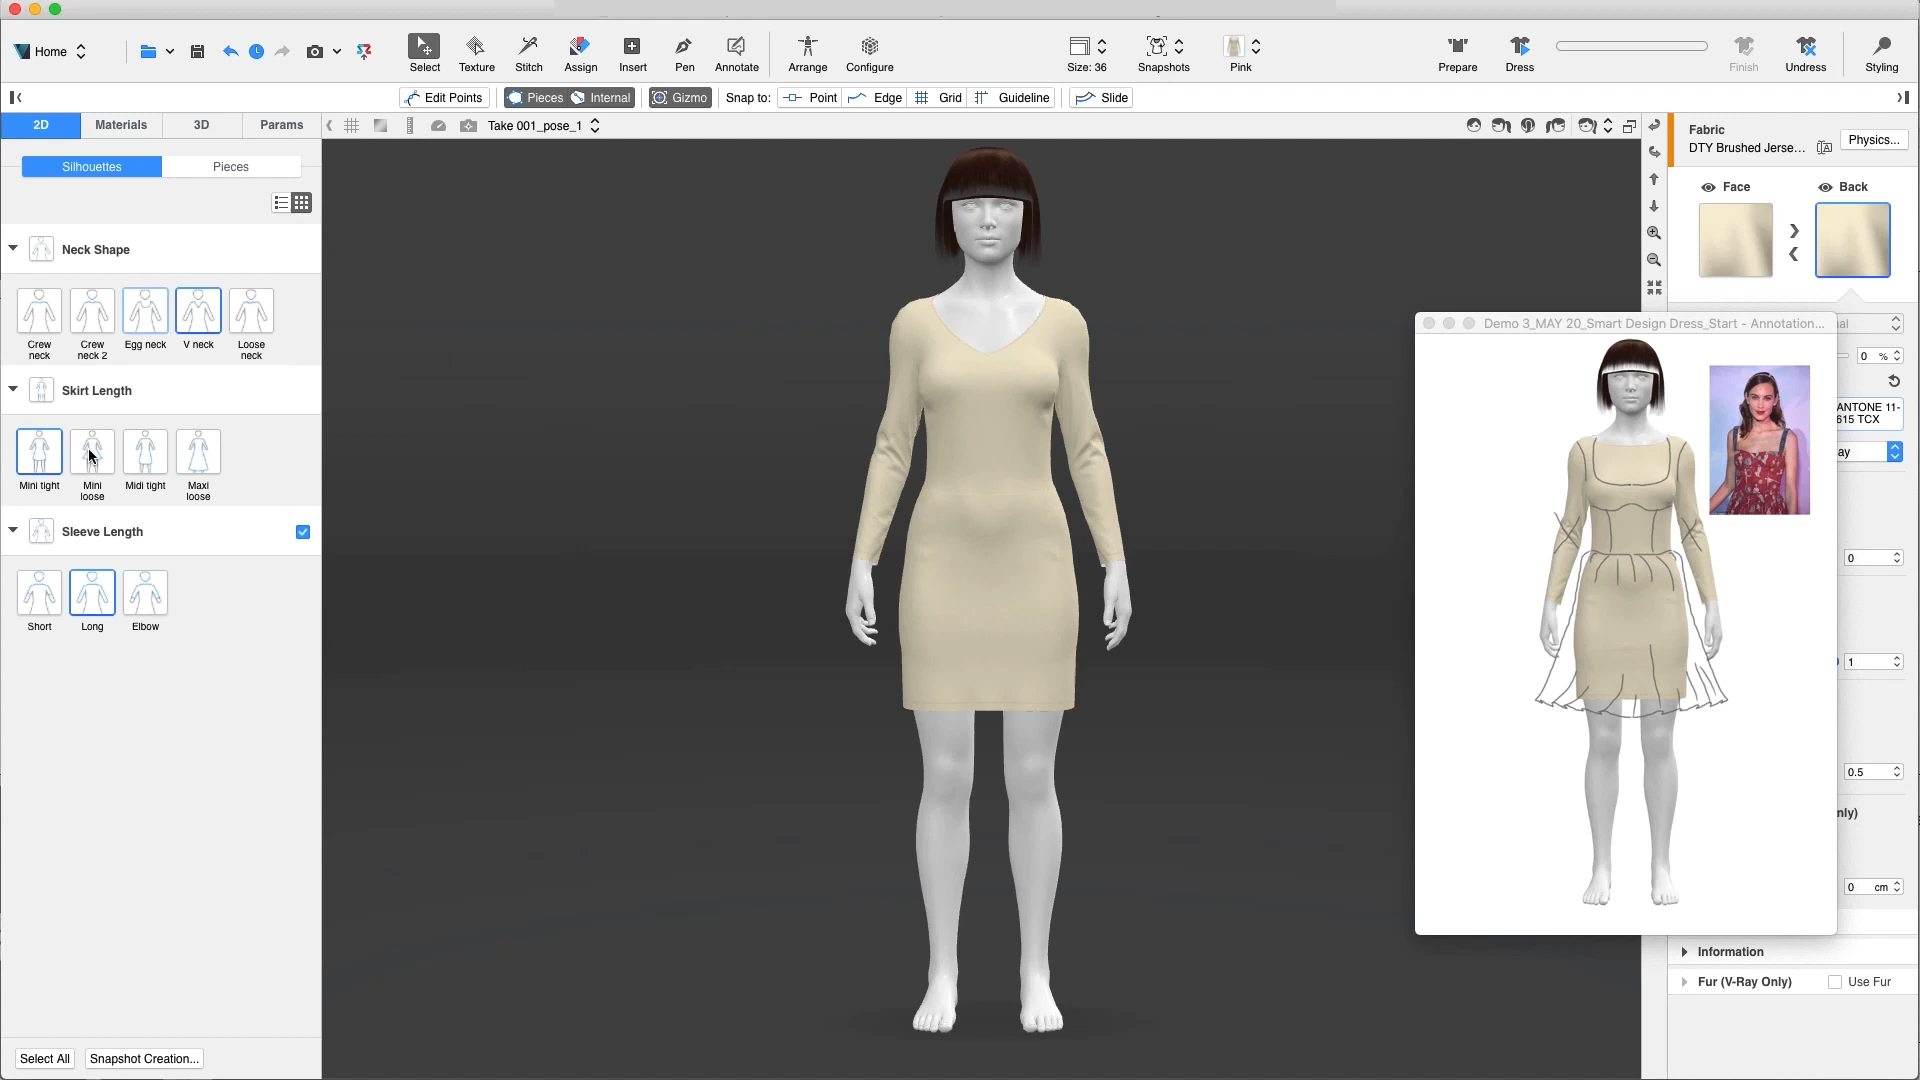 Home
Select
Texture
Stitch
Assign
Insert
Pen
Annotate
Arrange
Configure
Size: 36
Snapshots
Pink
Prepare
Dress
Finish
Undress
Styling
Edit Points
Pieces
Internal
Gizmo
Snap to:
Point
Edge
Grid
Guideline
Slide
2D
Materials
3D
Params
Take 001_pose_1
Silhouettes
Pieces
Neck Shape
Crew neck
Crew neck 2
Egg neck
V neck
Loose neck
Skirt Length
Mini tight
Mini loose
Midi tight
Maxi loose
Sleeve Length
Short
Long
Elbow
Select All
Snapshot Creation...
Fabric
DTY Brushed Jerse...
Physics...
Face
Back
Demo 3_MAY 20_Smart Design Dress_Start - Annotation...
ual
0 %
ANTONE 11-
615 TCX
ay
0
1
0.5
nly)
0 cm
Information
Fur (V-Ray Only)
Use Fur